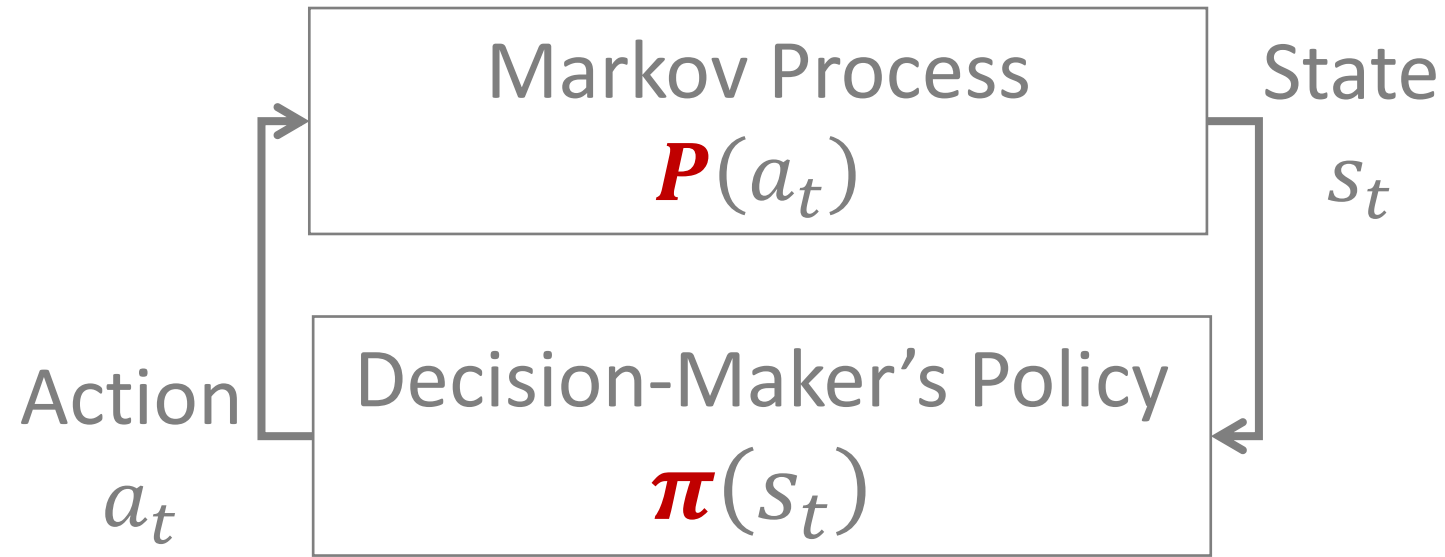 Markov Process
P(a_t)
State
s_t
Action
a_t
Decision-Maker’s Policy
π(s_t)